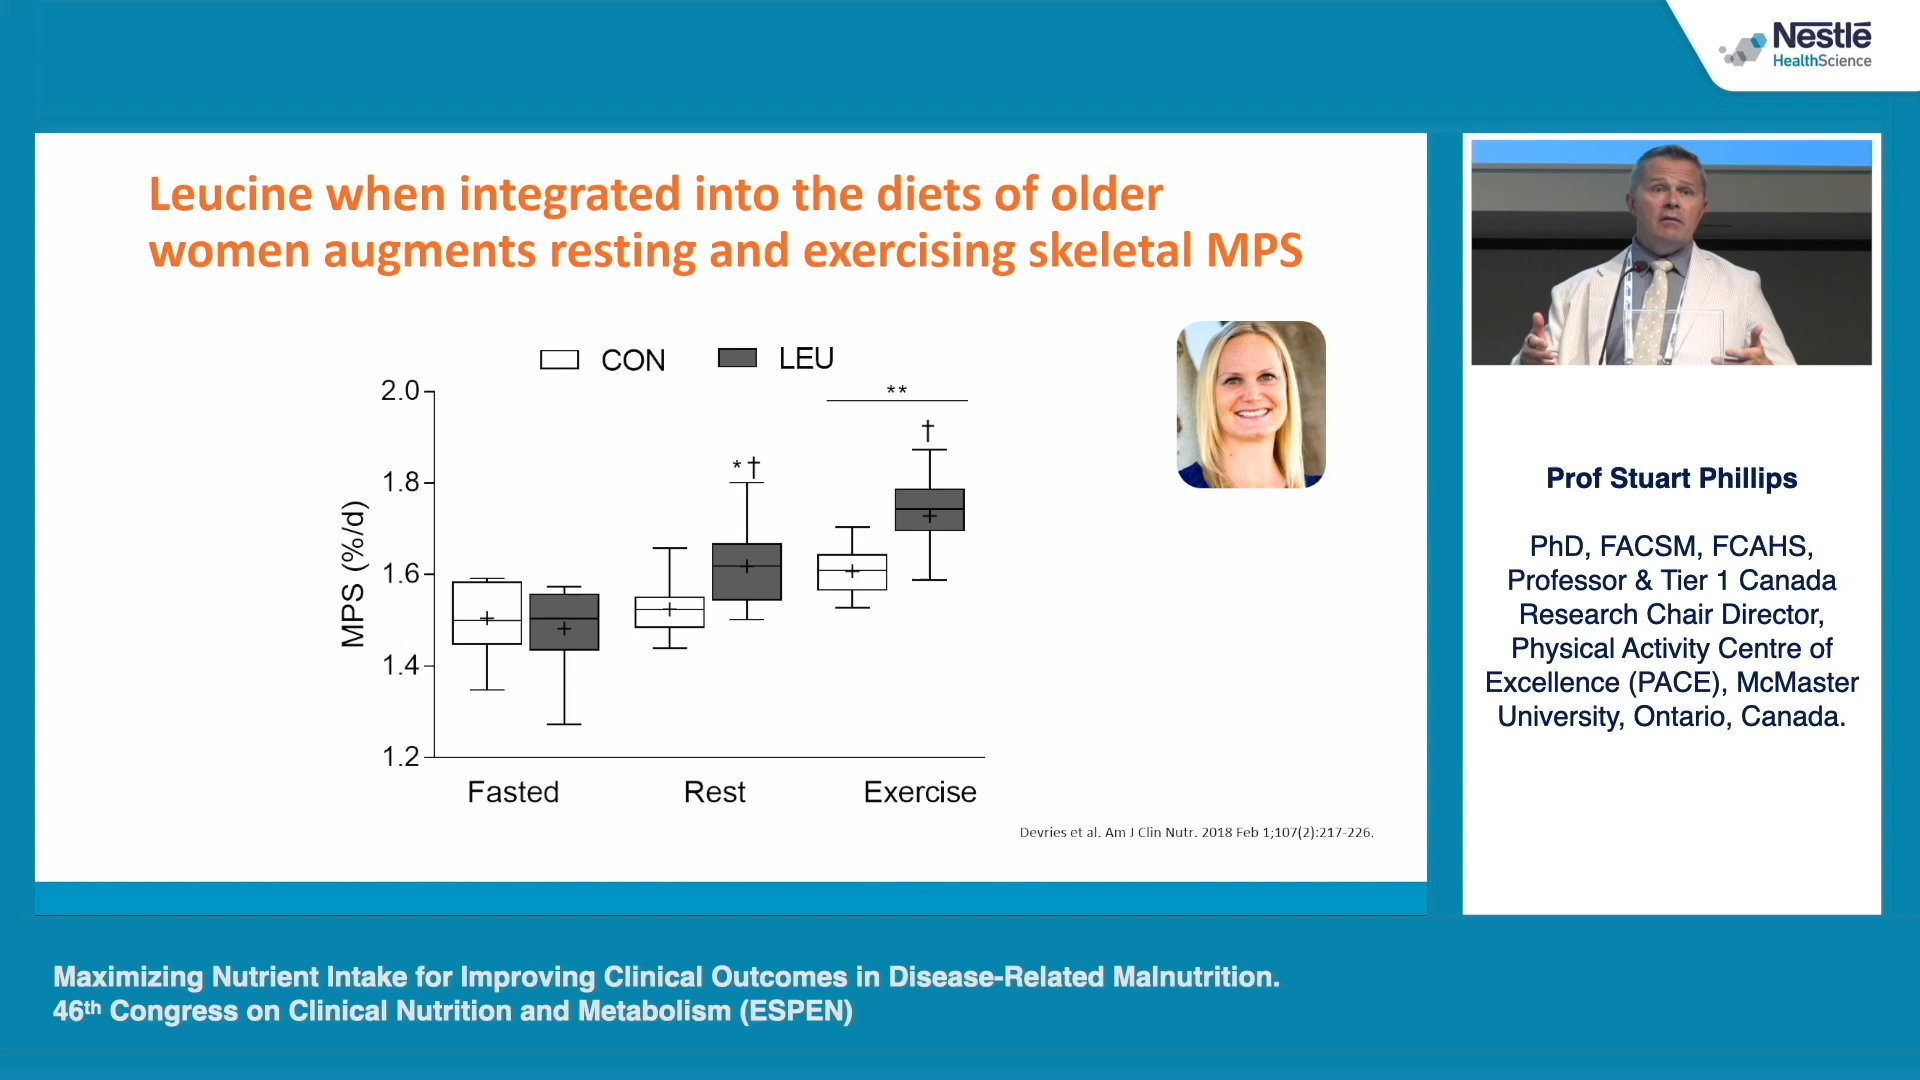 Nestlé
HealthScience
Leucine when integrated into the diets of older
women augments resting and exercising skeletal MPS
CON LEU
**
†
*†
2.0
1.8
1.6
1.4
1.2
MPS (%/d)
Fasted Rest Exercise
Devries et al. Am J Clin Nutr. 2018 Feb 1;107(2):217-226.
Prof Stuart Phillips
PhD, FACSM, FCAHS,
Professor & Tier 1 Canada
Research Chair Director,
Physical Activity Centre of
Excellence (PACE), McMaster
University, Ontario, Canada.
Maximizing Nutrient Intake for Improving Clinical Outcomes in Disease-Related Malnutrition.
46th Congress on Clinical Nutrition and Metabolism (ESPEN)